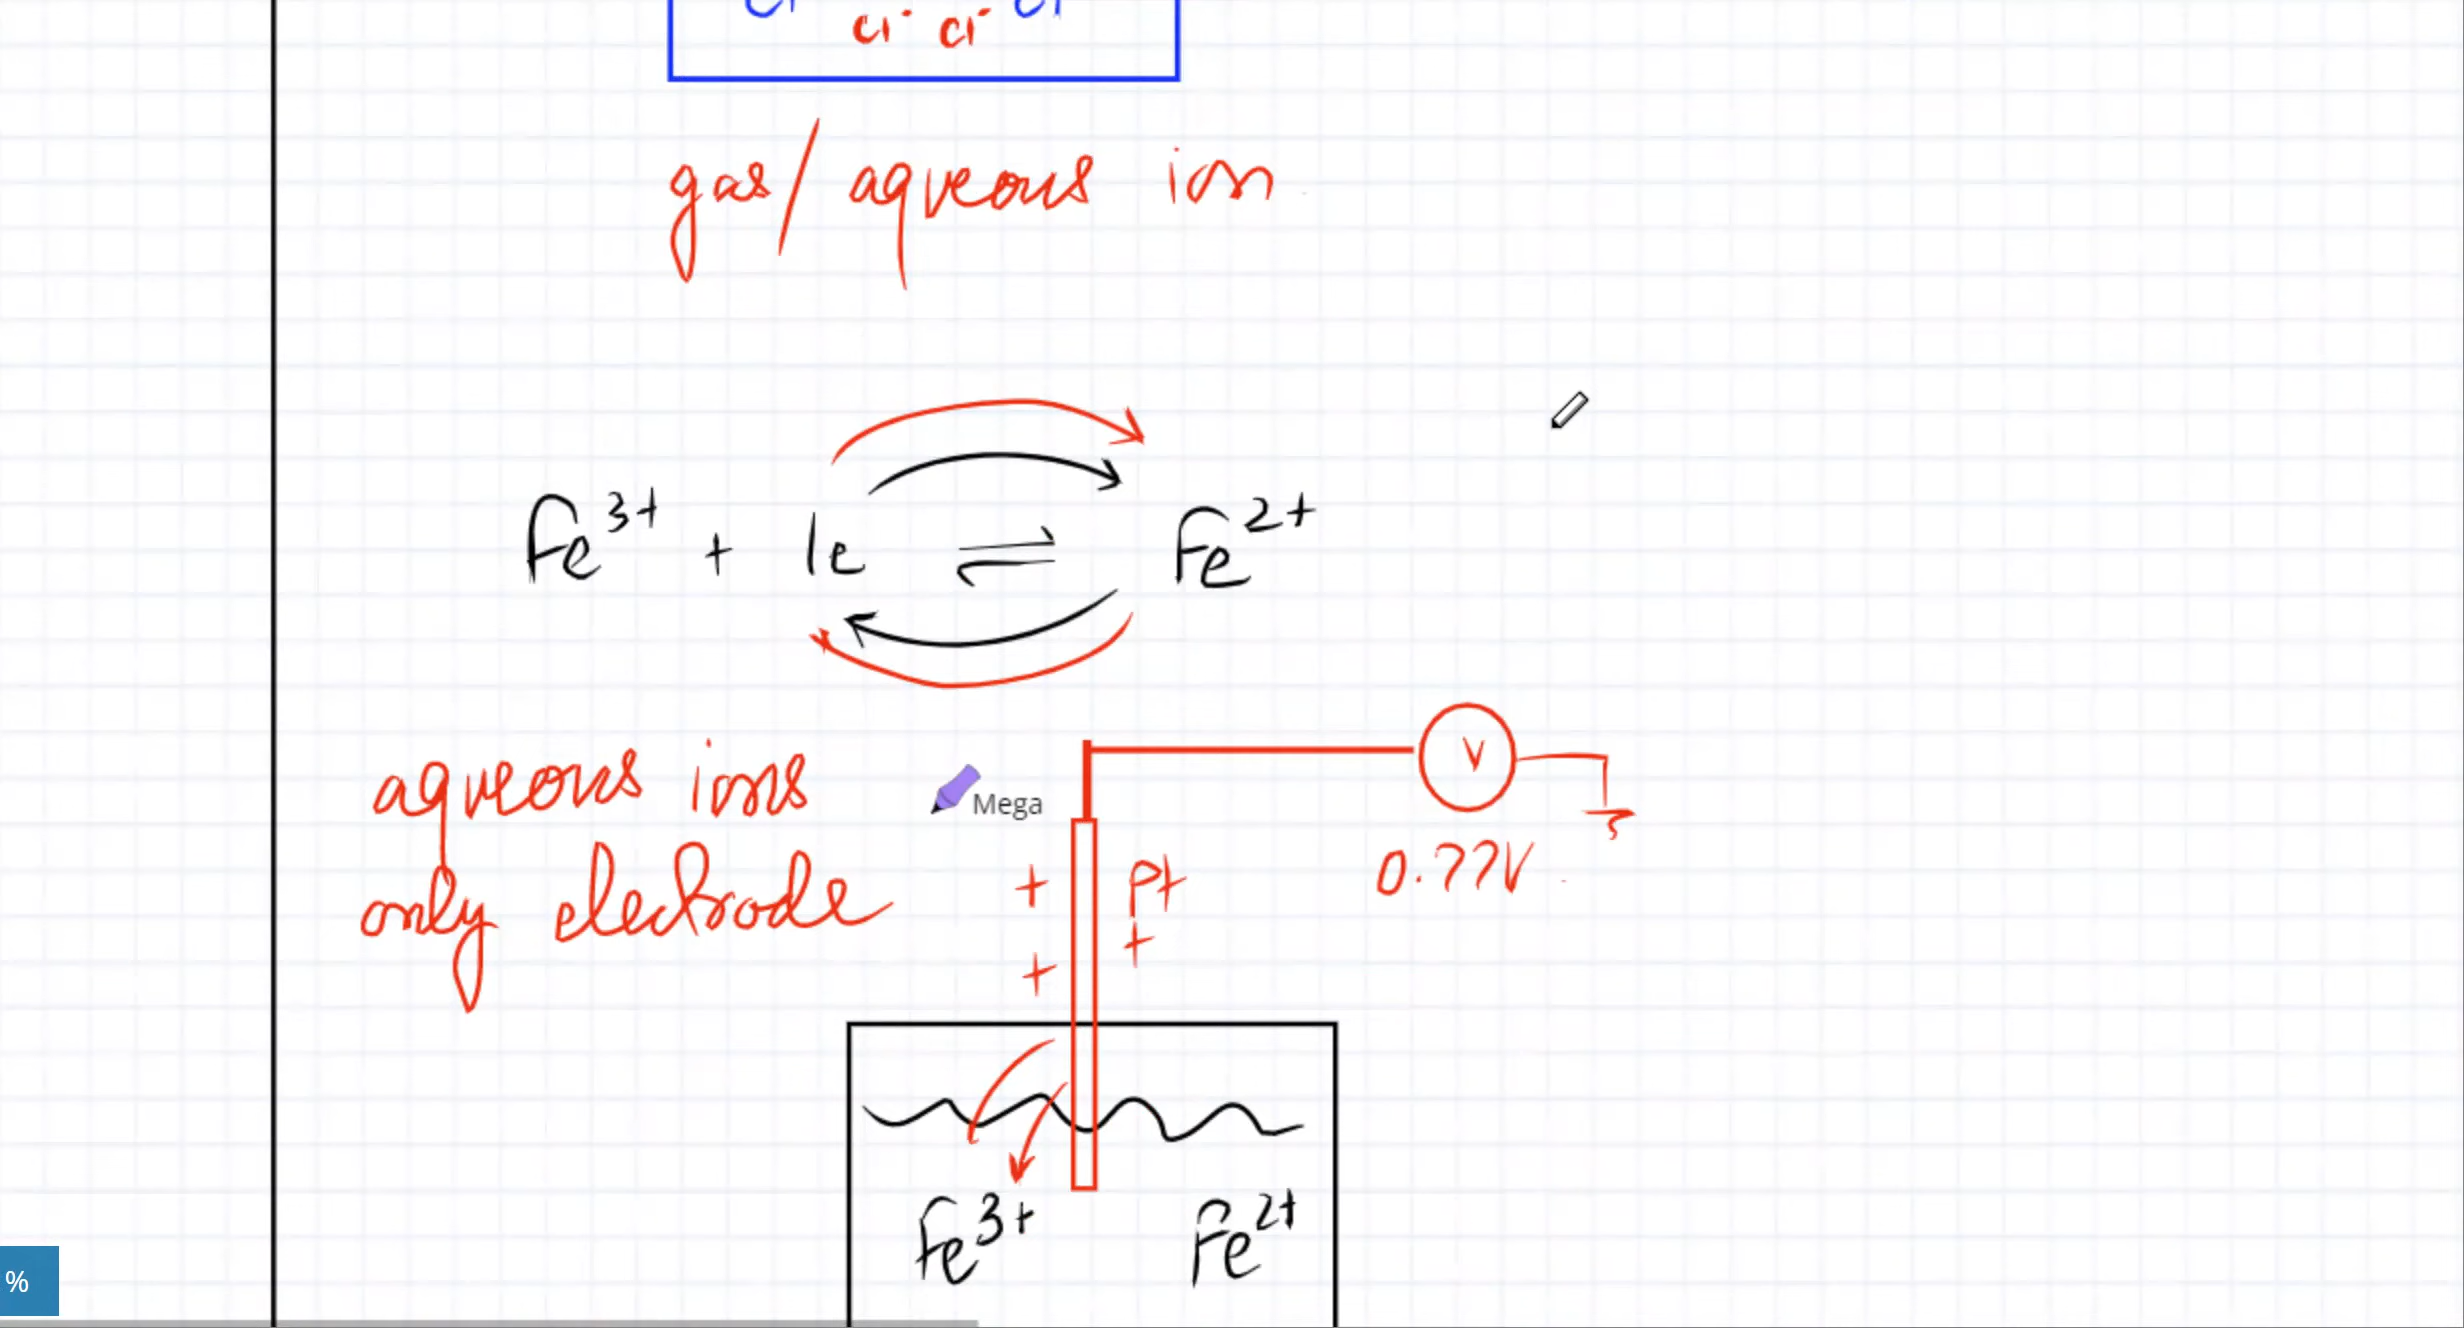 Cl⁻ Cl⁻
gas/aqueous ion
Fe³⁺ + 1e ⇌ Fe²⁺
aqueous ions
only electrode
Mega
V
0.77V
+ Pt
+
+
Fe³⁺ Fe²⁺
%